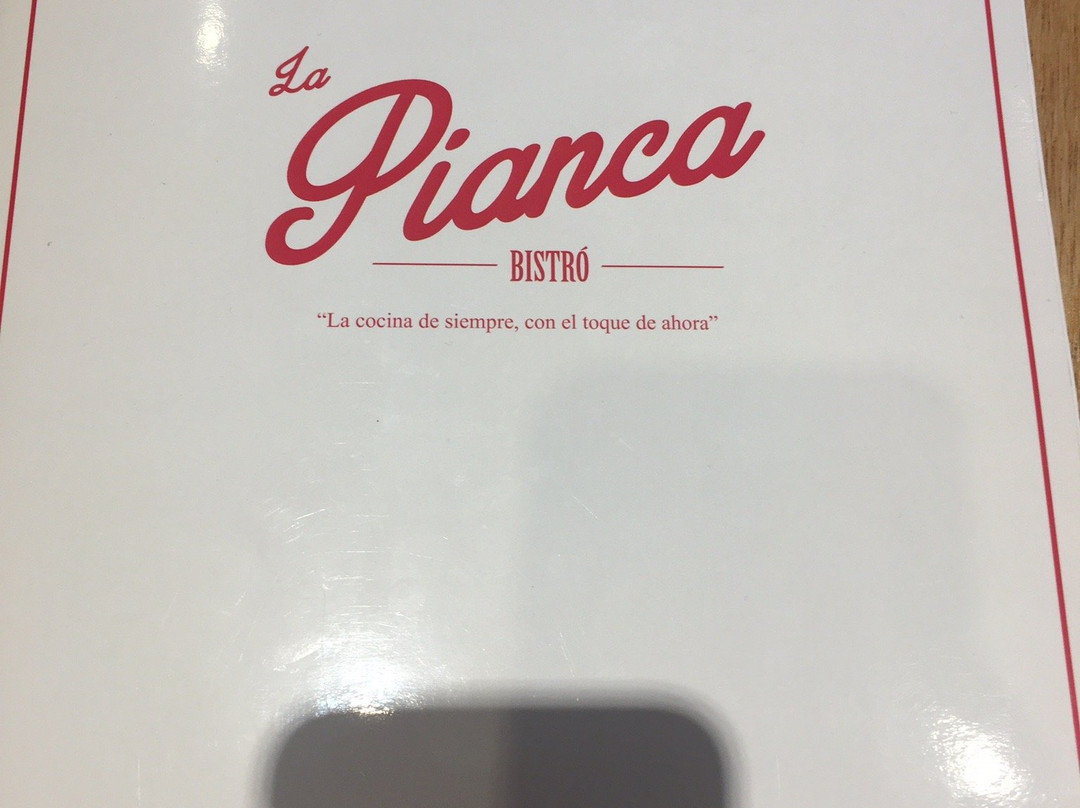 La
Pianca
BISTRÓ
“La cocina de siempre, con el toque de ahora”